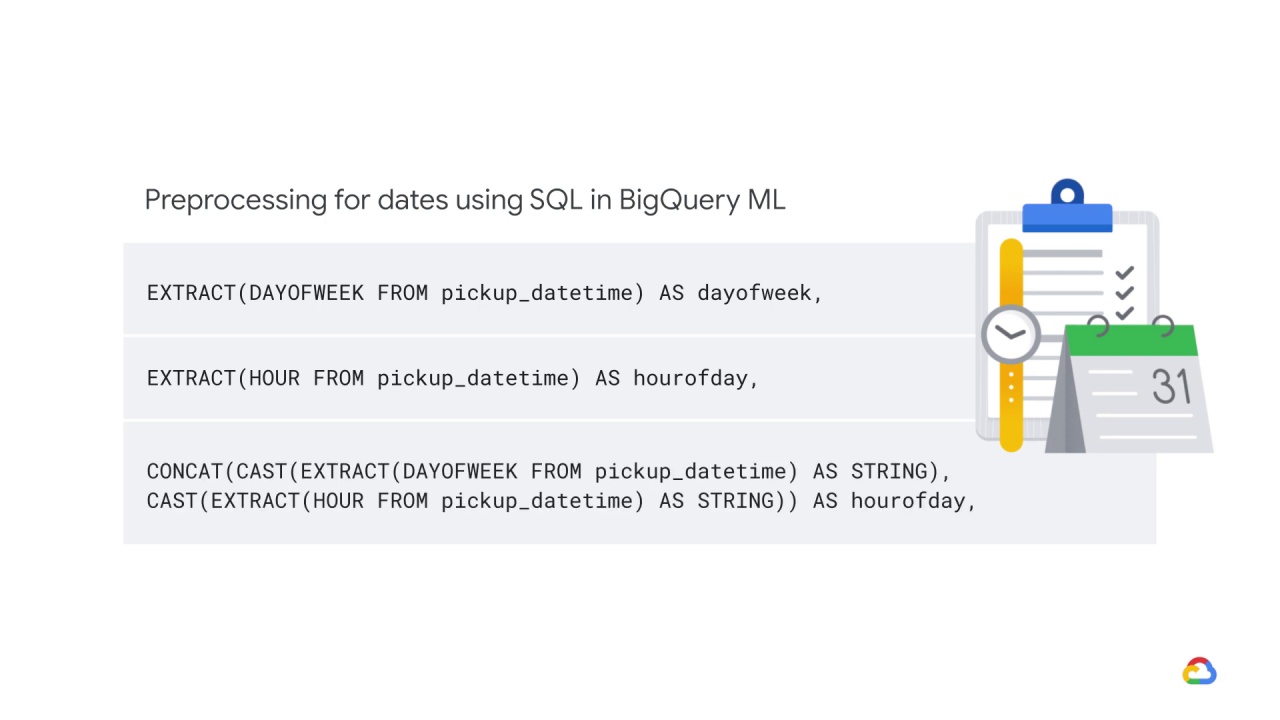 Preprocessing for dates using SQL in BigQuery ML
EXTRACT(DAYOFWEEK FROM pickup_datetime) AS dayofweek,
EXTRACT(HOUR FROM pickup_datetime) AS hourofday,
CONCAT(CAST(EXTRACT(DAYOFWEEK FROM pickup_datetime) AS STRING),
CAST(EXTRACT(HOUR FROM pickup_datetime) AS STRING)) AS hourofday,
31